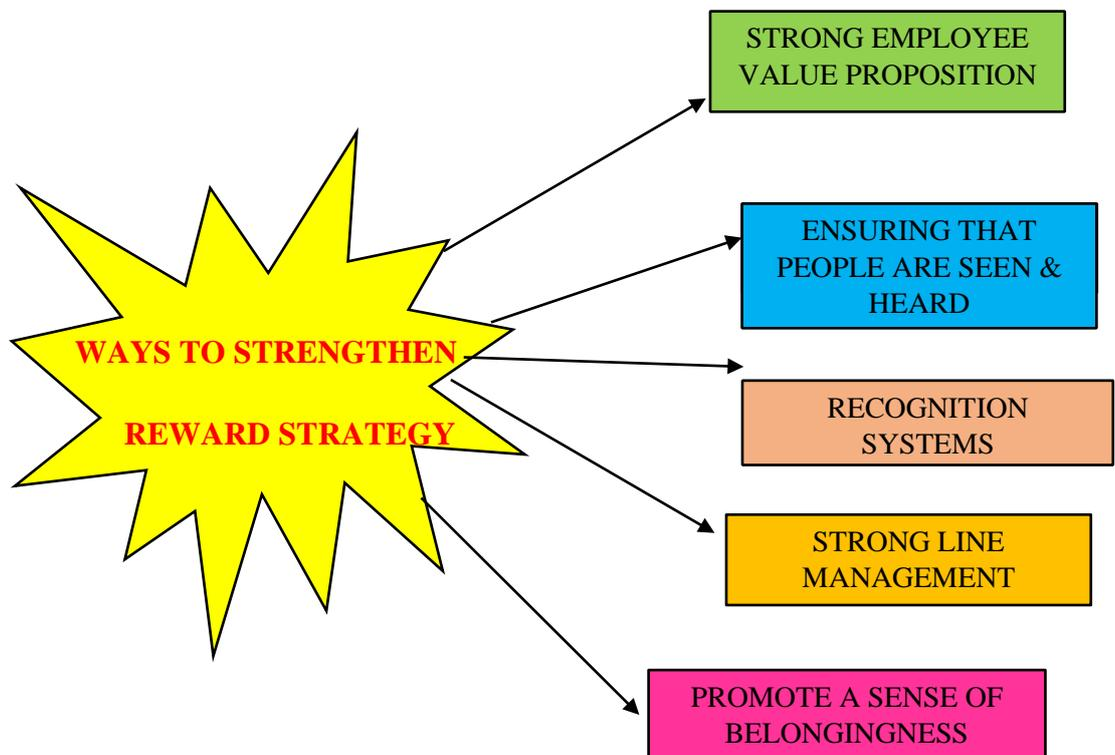 STRONG EMPLOYEE
VALUE PROPOSITION
ENSURING THAT
PEOPLE ARE SEEN &
HEARD
WAYS TO STRENGTHEN
REWARD STRATEGY
RECOGNITION
SYSTEMS
STRONG LINE
MANAGEMENT
PROMOTE A SENSE OF
BELONGINGNESS